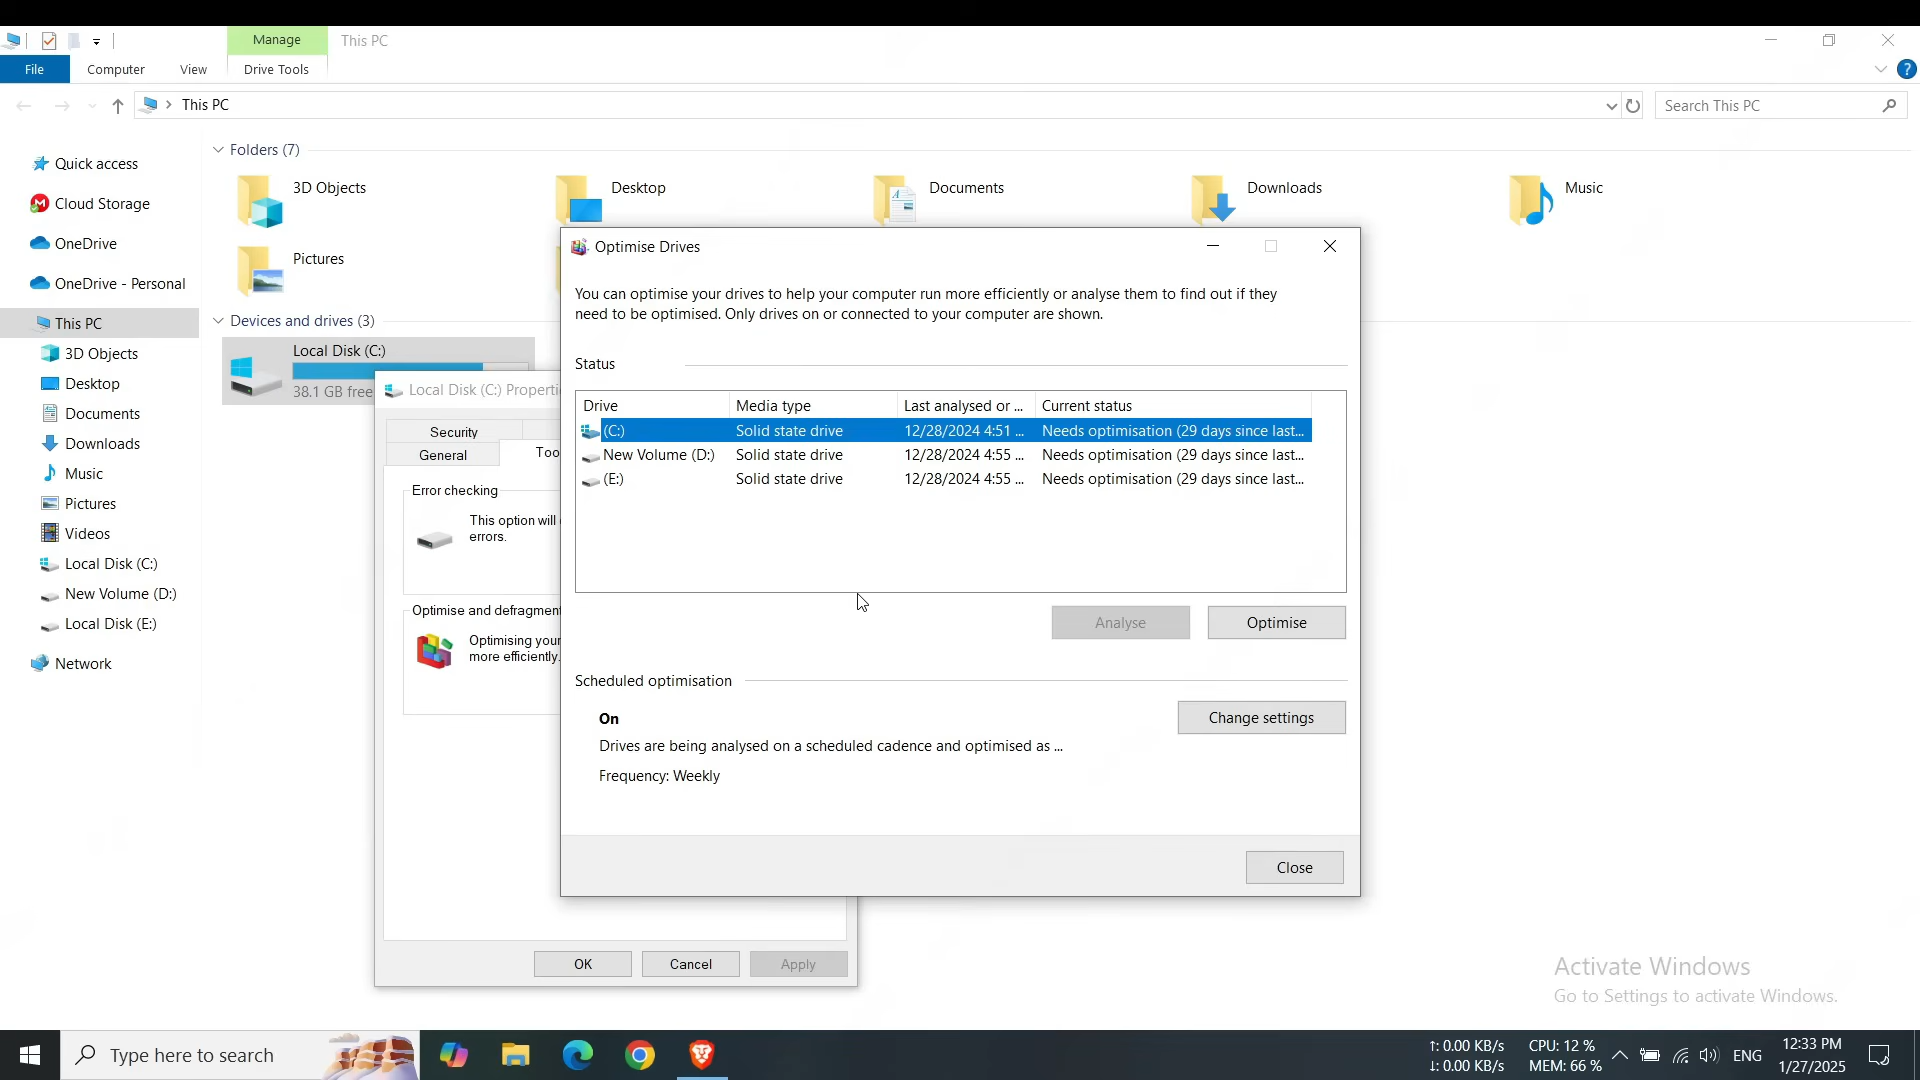 Manage
This PC
File
Computer
View
Drive Tools
This PC
Search This PC
Quick access
Cloud Storage
OneDrive
OneDrive - Personal
This PC
3D Objects
Desktop
Documents
Downloads
Music
Pictures
Videos
Local Disk (C:)
New Volume (D:)
Local Disk (E:)
Network
Folders (7)
3D Objects
Desktop
Documents
Downloads
Music
Pictures
Devices and drives (3)
Local Disk (C:)
38.1 GB free
Local Disk (C:) Properti
Security
General
Too
Error checking
This option will
errors.
Optimise and defragment
Optimising your
more efficiently.
OK
Cancel
Apply
Optimise Drives
You can optimise your drives to help your computer run more efficiently or analyse them to find out if they
need to be optimised. Only drives on or connected to your computer are shown.
Status
Drive Media type Last analysed or ... Current status
(C:) Solid state drive 12/28/2024 4:51 ... Needs optimisation (29 days since last...
New Volume (D:) Solid state drive 12/28/2024 4:55 ... Needs optimisation (29 days since last...
(E:) Solid state drive 12/28/2024 4:55 ... Needs optimisation (29 days since last...
Analyse
Optimise
Scheduled optimisation
On
Change settings
Drives are being analysed on a scheduled cadence and optimised as ...
Frequency: Weekly
Close
Activate Windows
Go to Settings to activate Windows.
Type here to search
↑: 0.00 KB/s
↓: 0.00 KB/s
CPU: 12 %
MEM: 66 %
ENG
12:33 PM
1/27/2025